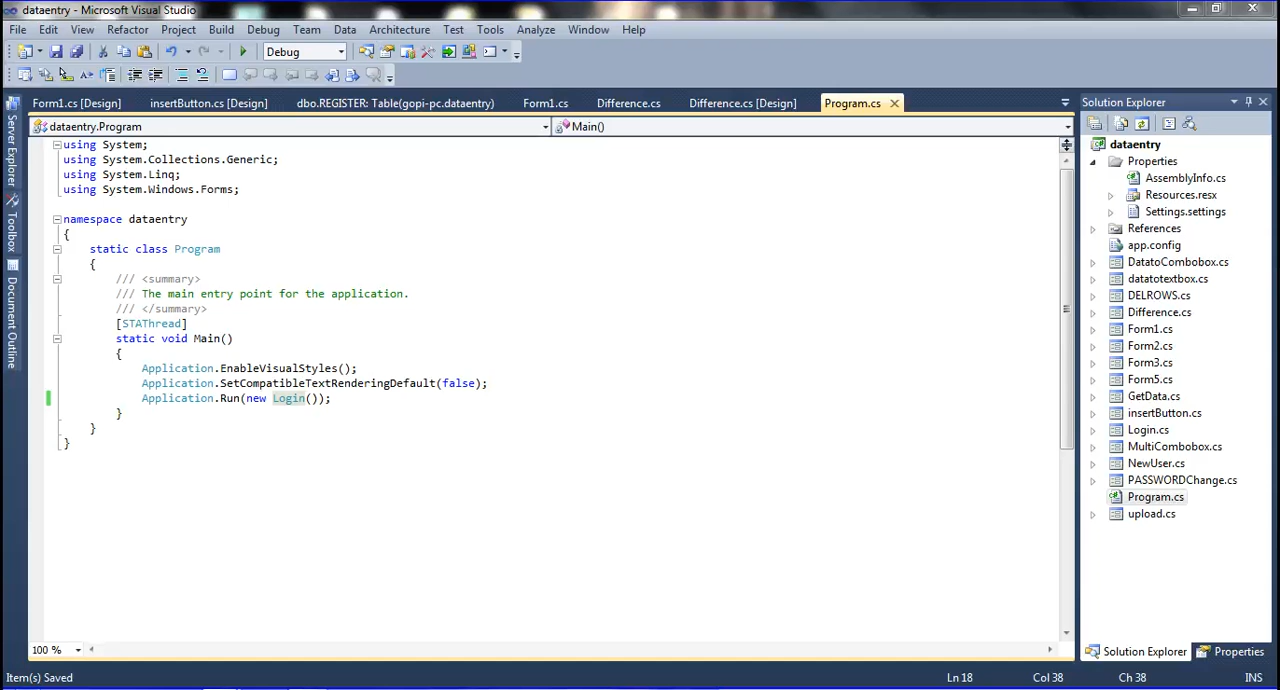 dataentry - Microsoft Visual Studio
File Edit View Refactor Project Build Debug Team Data Architecture Test Tools Analyze Window Help
Debug
Form1.cs [Design] insertButton.cs [Design] dbo.REGISTER: Table(gopi-pc.dataentry) Form1.cs Difference.cs Difference.cs [Design] Program.cs
dataentry.Program Main()
using System;
using System.Collections.Generic;
using System.Linq;
using System.Windows.Forms;
namespace dataentry
{
static class Program
{
/// <summary>
/// The main entry point for the application.
/// </summary>
[STAThread]
static void Main()
{
Application.EnableVisualStyles();
Application.SetCompatibleTextRenderingDefault(false);
Application.Run(new Login());
}
}
}
100 %
Server Explorer
Toolbox
Document Outline
Solution Explorer
dataentry
Properties
AssemblyInfo.cs
Resources.resx
Settings.settings
References
app.config
DatatoCombobox.cs
datatotextbox.cs
DELROWS.cs
Difference.cs
Form1.cs
Form2.cs
Form3.cs
Form5.cs
GetData.cs
insertButton.cs
Login.cs
MultiCombobox.cs
NewUser.cs
PASSWORDChange.cs
Program.cs
upload.cs
Solution Explorer Properties
Item(s) Saved Ln 18 Col 38 Ch 38 INS